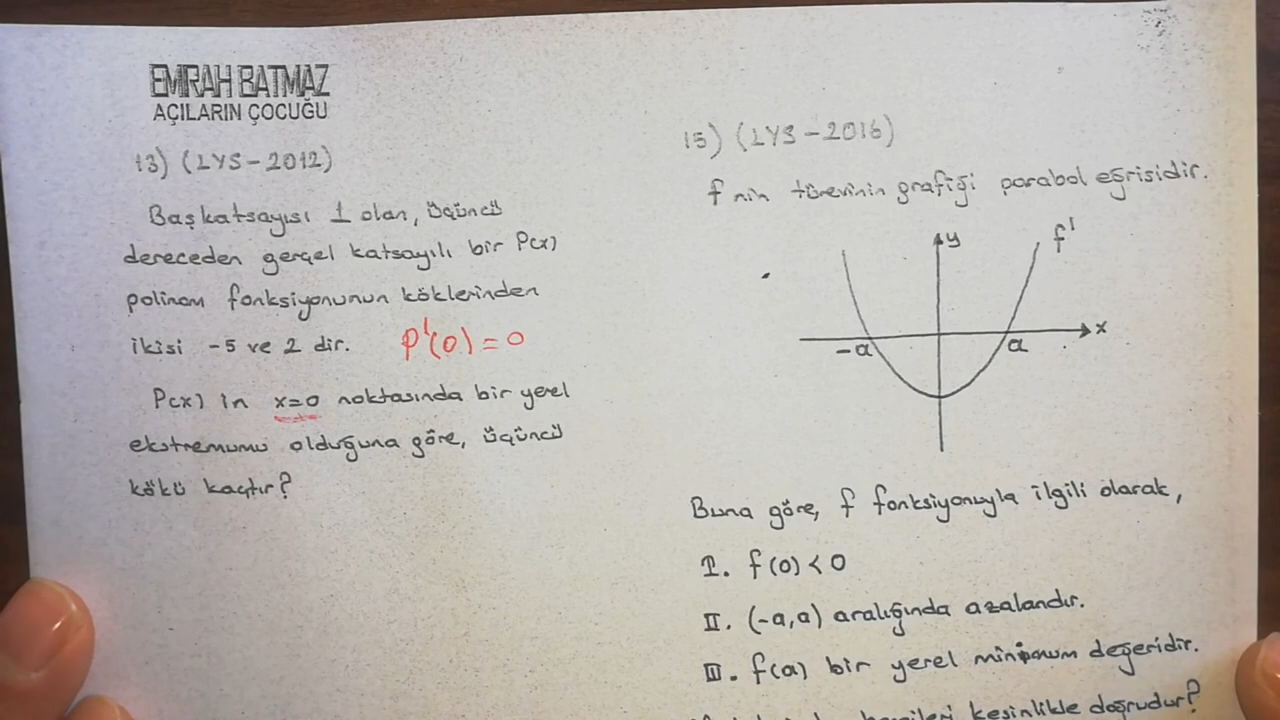 EMRAH BATMAZ
AÇILARIN ÇOCUĞU
13) (LYS-2012)
Başkatsayısı 1 olan, üçüncü
dereceden gerçel katsayılı bir P(x)
polinom fonksiyonunun köklerinden
ikisi -5 ve 2 dir. P'(0)=0
P(x) in x=0 noktasında bir yerel
ekstremumu olduğuna göre, üçüncü
kökü kaçtır?
15) (LYS-2016)
f nin türevinin grafiği parabol eğrisidir.
y
f'
x
-a
a
Buna göre, f fonksiyonuyla ilgili olarak,
I. f(0)<0
II. (-a,a) aralığında azalandır.
III. f(a) bir yerel minimum değeridir.
kesinlikle doğrudur?